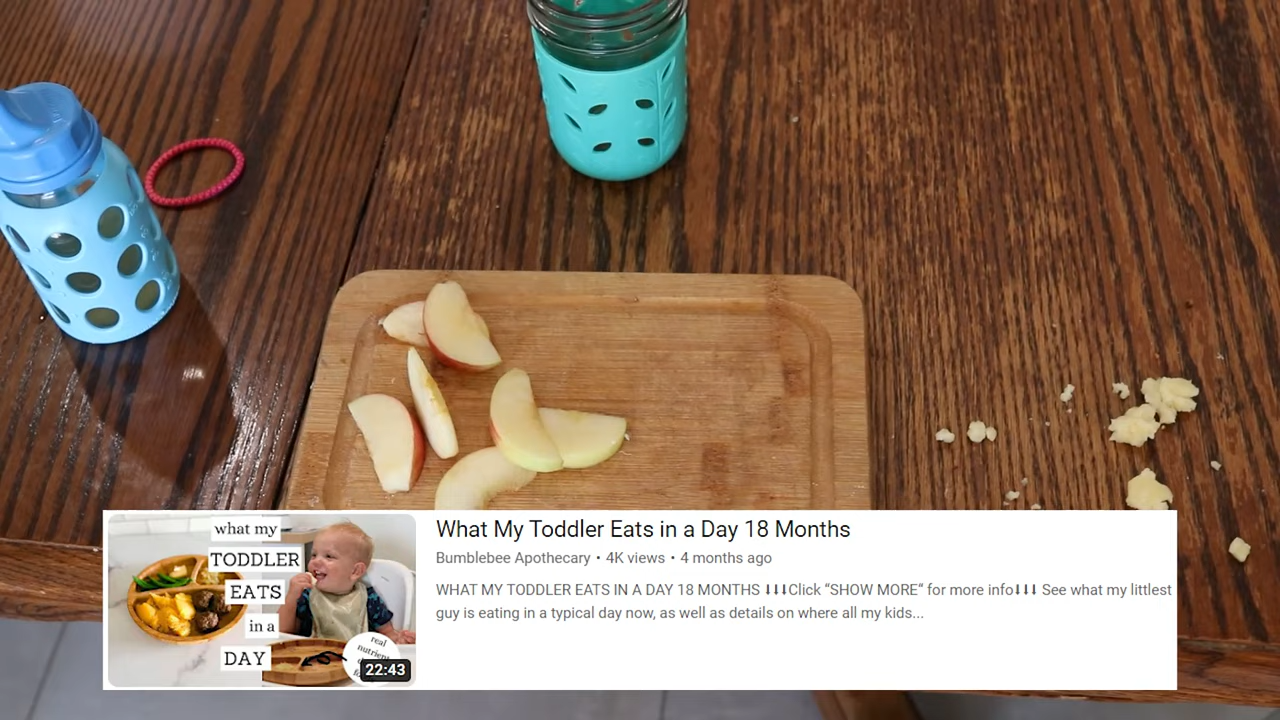 what my
TODDLER
EATS
in a
DAY
real
22:43
What My Toddler Eats in a Day 18 Months
Bumblebee Apothecary • 4K views • 4 months ago
WHAT MY TODDLER EATS IN A DAY 18 MONTHS ⬇⬇⬇Click “SHOW MORE“ for more info⬇⬇⬇ See what my littlest
guy is eating in a typical day now, as well as details on where all my kids...